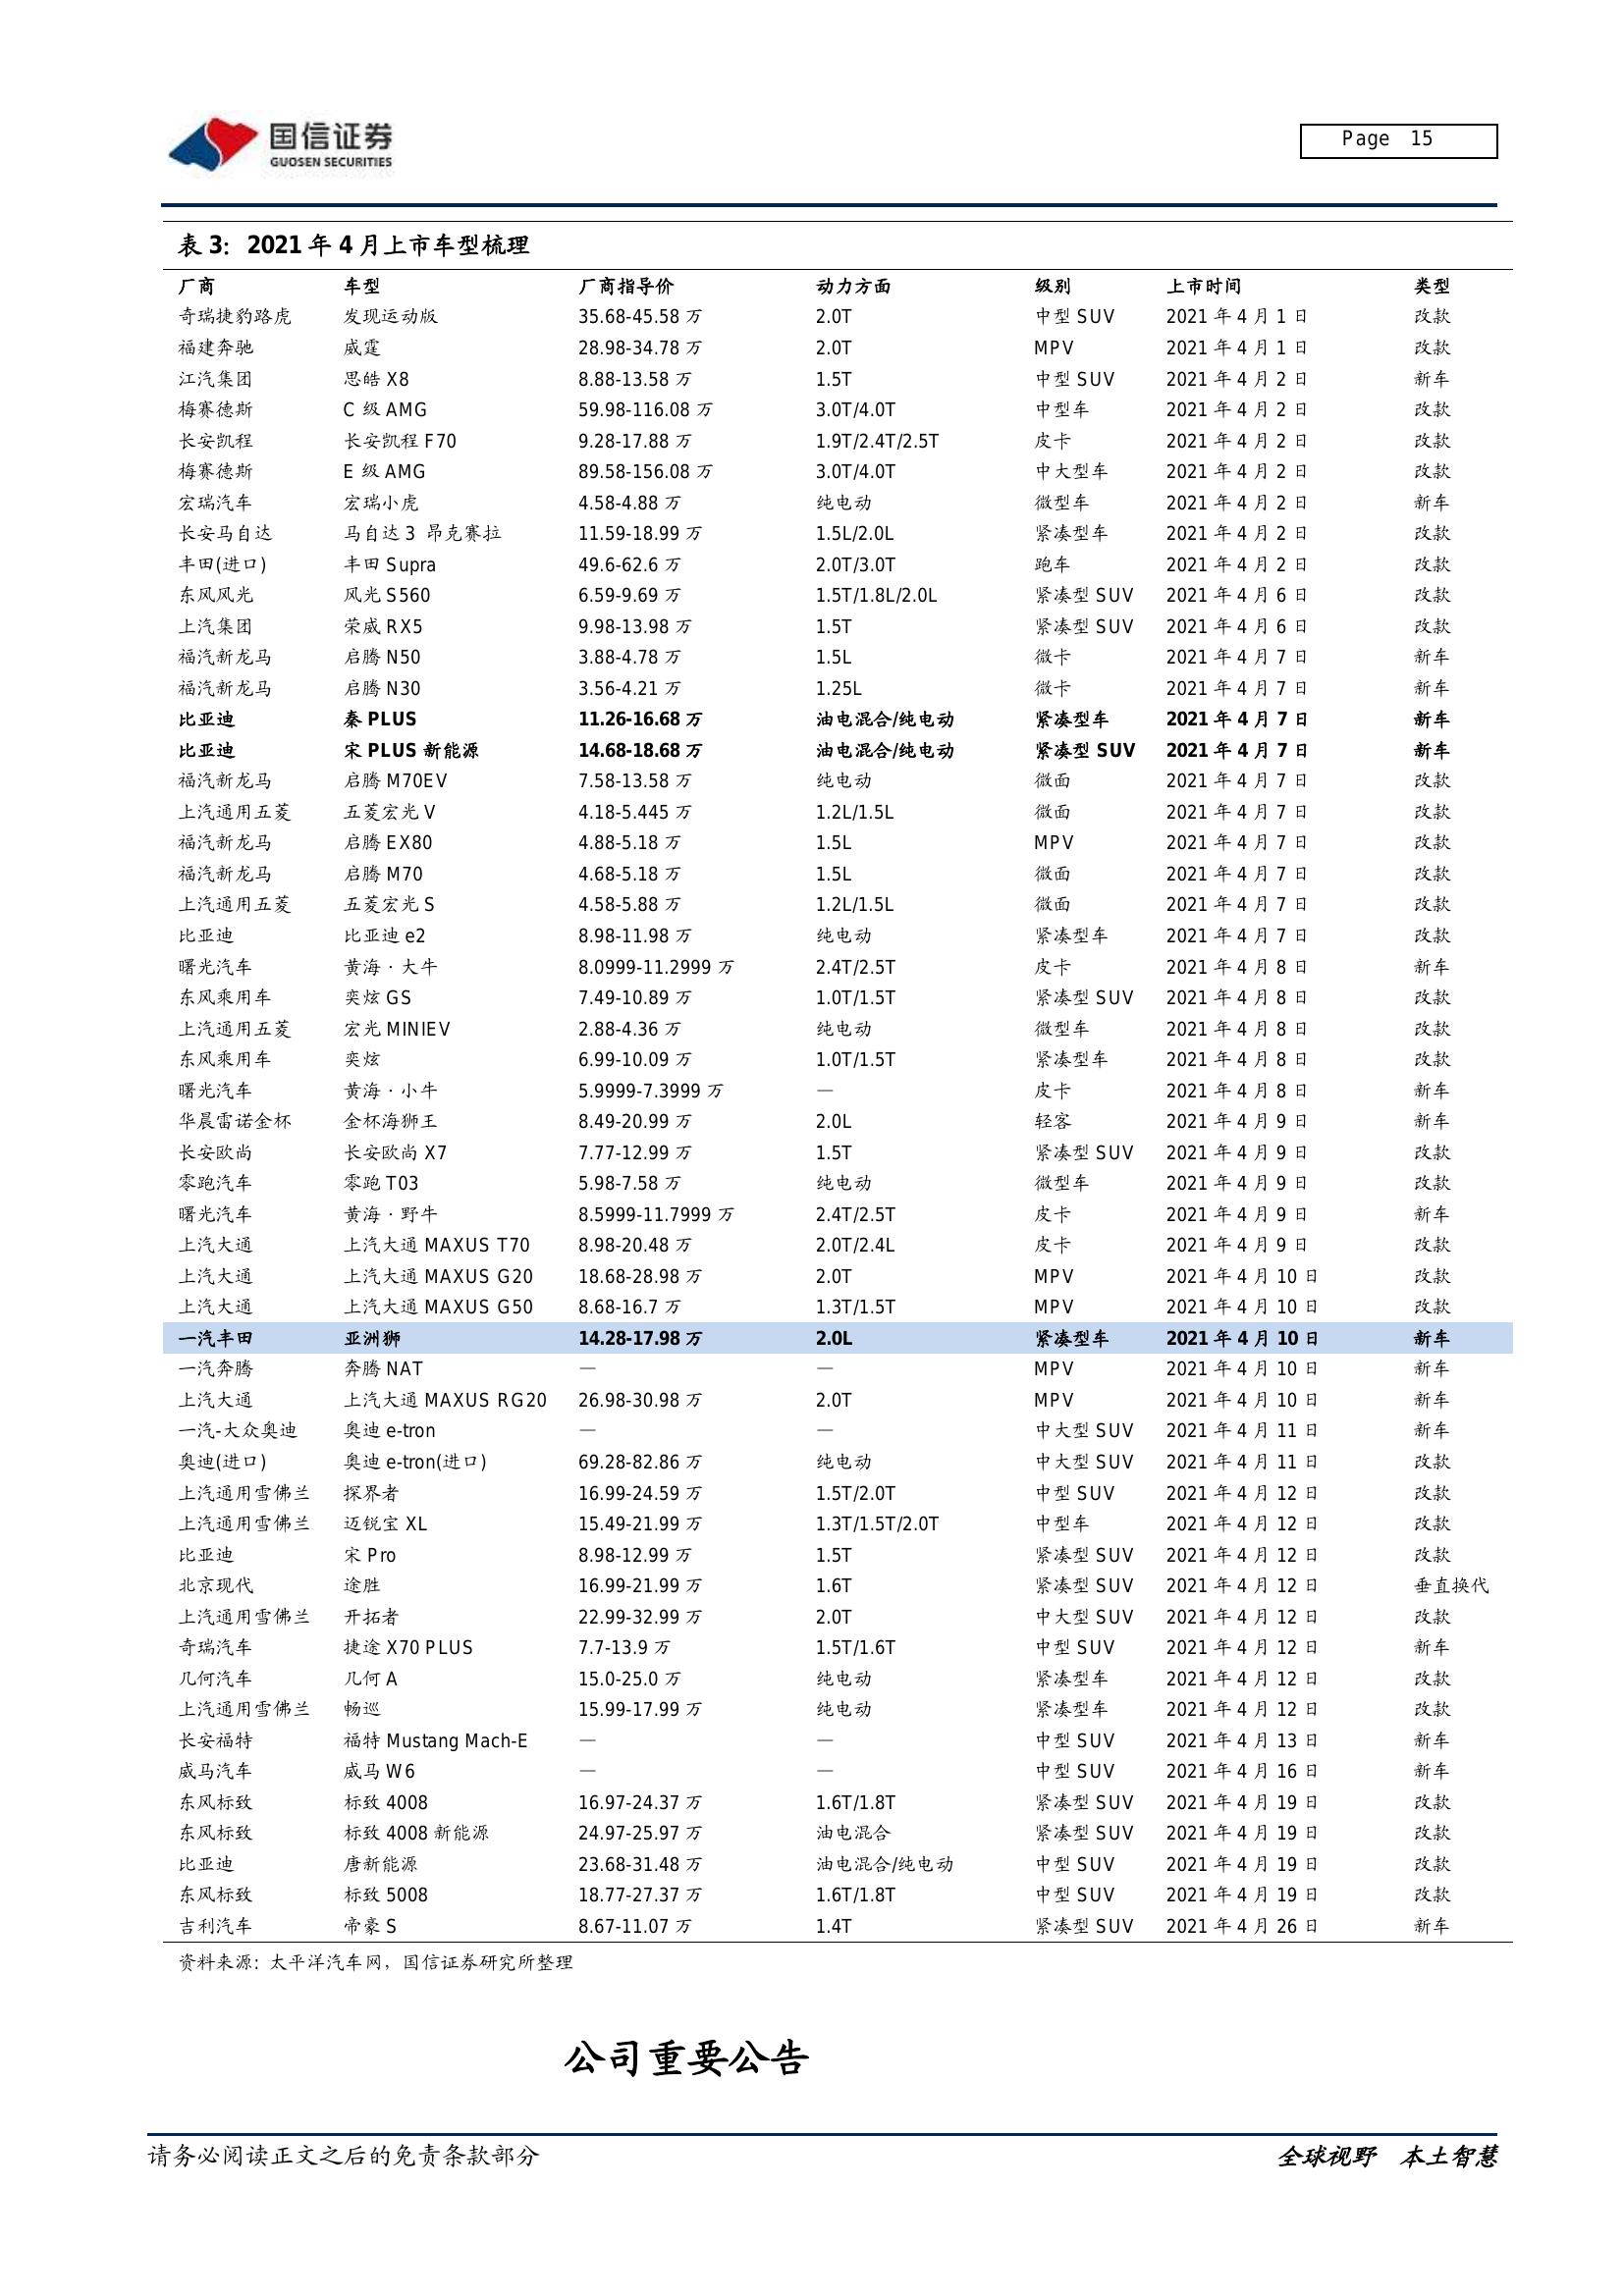 国信证券
GUOSEN SECURITIES
Page 15
表 3：2021 年 4 月上市车型梳理
厂商 车型 厂商指导价 动力方面 级别 上市时间 类型
奇瑞捷豹路虎 发现运动版 35.68-45.58 万 2.0T 中型 SUV 2021 年 4 月 1 日 改款
福建奔驰 威霆 28.98-34.78 万 2.0T MPV 2021 年 4 月 1 日 改款
江汽集团 思皓 X8 8.88-13.58 万 1.5T 中型 SUV 2021 年 4 月 2 日 新车
梅赛德斯 C 级 AMG 59.98-116.08 万 3.0T/4.0T 中型车 2021 年 4 月 2 日 改款
长安凯程 长安凯程 F70 9.28-17.88 万 1.9T/2.4T/2.5T 皮卡 2021 年 4 月 2 日 改款
梅赛德斯 E 级 AMG 89.58-156.08 万 3.0T/4.0T 中大型车 2021 年 4 月 2 日 改款
宏瑞汽车 宏瑞小虎 4.58-4.88 万 纯电动 微型车 2021 年 4 月 2 日 新车
长安马自达 马自达 3 昂克赛拉 11.59-18.99 万 1.5L/2.0L 紧凑型车 2021 年 4 月 2 日 改款
丰田(进口) 丰田 Supra 49.6-62.6 万 2.0T/3.0T 跑车 2021 年 4 月 2 日 改款
东风风光 风光 S560 6.59-9.69 万 1.5T/1.8L/2.0L 紧凑型 SUV 2021 年 4 月 6 日 改款
上汽集团 荣威 RX5 9.98-13.98 万 1.5T 紧凑型 SUV 2021 年 4 月 6 日 改款
福汽新龙马 启腾 N50 3.88-4.78 万 1.5L 微卡 2021 年 4 月 7 日 新车
福汽新龙马 启腾 N30 3.56-4.21 万 1.25L 微卡 2021 年 4 月 7 日 新车
比亚迪 秦 PLUS 11.26-16.68 万 油电混合/纯电动 紧凑型车 2021 年 4 月 7 日 新车
比亚迪 宋 PLUS 新能源 14.68-18.68 万 油电混合/纯电动 紧凑型 SUV 2021 年 4 月 7 日 新车
福汽新龙马 启腾 M70EV 7.58-13.58 万 纯电动 微面 2021 年 4 月 7 日 改款
上汽通用五菱 五菱宏光 V 4.18-5.445 万 1.2L/1.5L 微面 2021 年 4 月 7 日 改款
福汽新龙马 启腾 EX80 4.88-5.18 万 1.5L MPV 2021 年 4 月 7 日 改款
福汽新龙马 启腾 M70 4.68-5.18 万 1.5L 微面 2021 年 4 月 7 日 改款
上汽通用五菱 五菱宏光 S 4.58-5.88 万 1.2L/1.5L 微面 2021 年 4 月 7 日 改款
比亚迪 比亚迪 e2 8.98-11.98 万 纯电动 紧凑型车 2021 年 4 月 7 日 改款
曙光汽车 黄海·大牛 8.0999-11.2999 万 2.4T/2.5T 皮卡 2021 年 4 月 8 日 新车
东风乘用车 奕炫 GS 7.49-10.89 万 1.0T/1.5T 紧凑型 SUV 2021 年 4 月 8 日 改款
上汽通用五菱 宏光 MINIEV 2.88-4.36 万 纯电动 微型车 2021 年 4 月 8 日 改款
东风乘用车 奕炫 6.99-10.09 万 1.0T/1.5T 紧凑型车 2021 年 4 月 8 日 改款
曙光汽车 黄海·小牛 5.9999-7.3999 万 — 皮卡 2021 年 4 月 8 日 新车
华晨雷诺金杯 金杯海狮王 8.49-20.99 万 2.0L 轻客 2021 年 4 月 9 日 新车
长安欧尚 长安欧尚 X7 7.77-12.99 万 1.5T 紧凑型 SUV 2021 年 4 月 9 日 改款
零跑汽车 零跑 T03 5.98-7.58 万 纯电动 微型车 2021 年 4 月 9 日 改款
曙光汽车 黄海·野牛 8.5999-11.7999 万 2.4T/2.5T 皮卡 2021 年 4 月 9 日 新车
上汽大通 上汽大通 MAXUS T70 8.98-20.48 万 2.0T/2.4L 皮卡 2021 年 4 月 9 日 改款
上汽大通 上汽大通 MAXUS G20 18.68-28.98 万 2.0T MPV 2021 年 4 月 10 日 改款
上汽大通 上汽大通 MAXUS G50 8.68-16.7 万 1.3T/1.5T MPV 2021 年 4 月 10 日 改款
一汽丰田 亚洲狮 14.28-17.98 万 2.0L 紧凑型车 2021 年 4 月 10 日 新车
一汽奔腾 奔腾 NAT — — MPV 2021 年 4 月 10 日 新车
上汽大通 上汽大通 MAXUS RG20 26.98-30.98 万 2.0T MPV 2021 年 4 月 10 日 新车
一汽-大众奥迪 奥迪 e-tron — — 中大型 SUV 2021 年 4 月 11 日 新车
奥迪(进口) 奥迪 e-tron(进口) 69.28-82.86 万 纯电动 中大型 SUV 2021 年 4 月 11 日 改款
上汽通用雪佛兰 探界者 16.99-24.59 万 1.5T/2.0T 中型 SUV 2021 年 4 月 12 日 改款
上汽通用雪佛兰 迈锐宝 XL 15.49-21.99 万 1.3T/1.5T/2.0T 中型车 2021 年 4 月 12 日 改款
比亚迪 宋 Pro 8.98-12.99 万 1.5T 紧凑型 SUV 2021 年 4 月 12 日 改款
北京现代 途胜 16.99-21.99 万 1.6T 紧凑型 SUV 2021 年 4 月 12 日 垂直换代
上汽通用雪佛兰 开拓者 22.99-32.99 万 2.0T 中大型 SUV 2021 年 4 月 12 日 改款
奇瑞汽车 捷途 X70 PLUS 7.7-13.9 万 1.5T/1.6T 中型 SUV 2021 年 4 月 12 日 新车
几何汽车 几何 A 15.0-25.0 万 纯电动 紧凑型车 2021 年 4 月 12 日 改款
上汽通用雪佛兰 畅巡 15.99-17.99 万 纯电动 紧凑型车 2021 年 4 月 12 日 改款
长安福特 福特 Mustang Mach-E — — 中型 SUV 2021 年 4 月 13 日 新车
威马汽车 威马 W6 — — 中型 SUV 2021 年 4 月 16 日 新车
东风标致 标致 4008 16.97-24.37 万 1.6T/1.8T 紧凑型 SUV 2021 年 4 月 19 日 改款
东风标致 标致 4008 新能源 24.97-25.97 万 油电混合 紧凑型 SUV 2021 年 4 月 19 日 改款
比亚迪 唐新能源 23.68-31.48 万 油电混合/纯电动 中型 SUV 2021 年 4 月 19 日 改款
东风标致 标致 5008 18.77-27.37 万 1.6T/1.8T 中型 SUV 2021 年 4 月 19 日 改款
吉利汽车 帝豪 S 8.67-11.07 万 1.4T 紧凑型 SUV 2021 年 4 月 26 日 新车
资料来源：太平洋汽车网，国信证券研究所整理
公司重要公告
请务必阅读正文之后的免责条款部分
全球视野 本土智慧